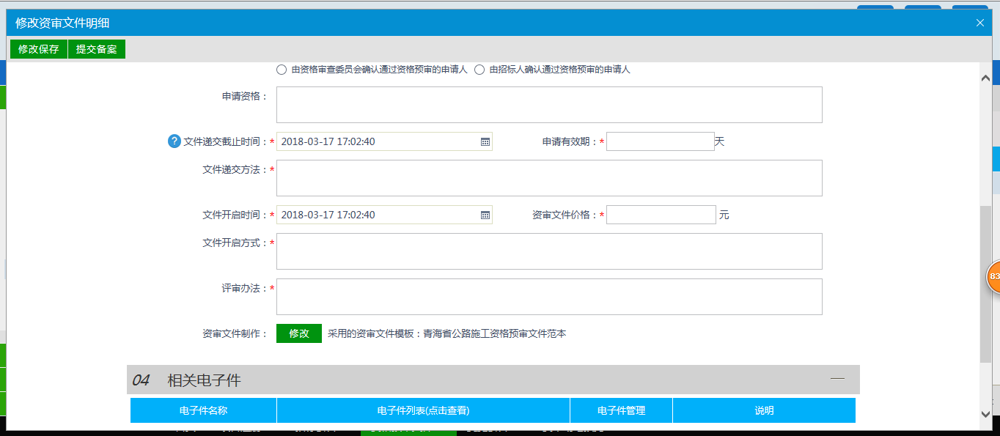 修改资审文件明细
修改保存 提交备案
由资格审查委员会确认通过资格预审的申请人 由招标人确认通过资格预审的申请人
申请资格：
? 文件递交截止时间：* 2018-03-17 17:02:40 申请有效期：* 天
文件递交方法：*
文件开启时间：* 2018-03-17 17:02:40 资审文件价格：* 元
文件开启方式：*
83
评审办法：*
资审文件制作： 修改 采用的资审文件模板：青海省公路施工资格预审文件范本
04 相关电子件
电子件名称 电子件列表(点击查看) 电子件管理 说明